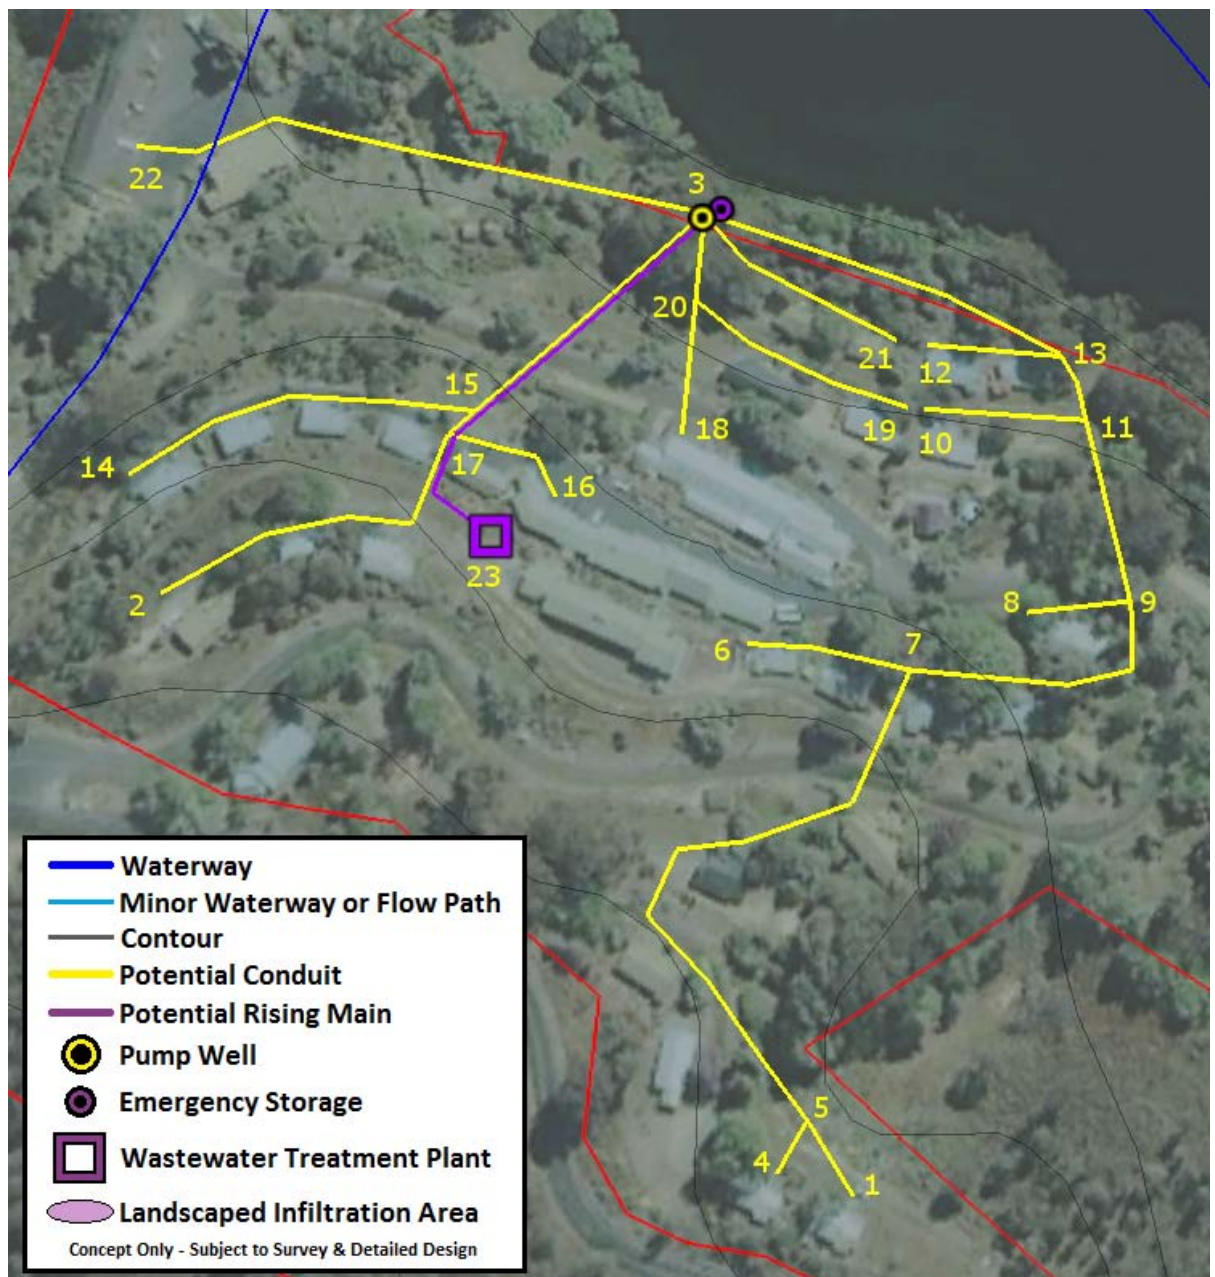 3
22
20
21
12
13
15
18
19
10
11
14
17
16
23
2
8
9
6
7
Waterway
Minor Waterway or Flow Path
Contour
Potential Conduit
Potential Rising Main
Pump Well
Emergency Storage
Wastewater Treatment Plant
Landscaped Infiltration Area
Concept Only - Subject to Survey & Detailed Design
5
4
1